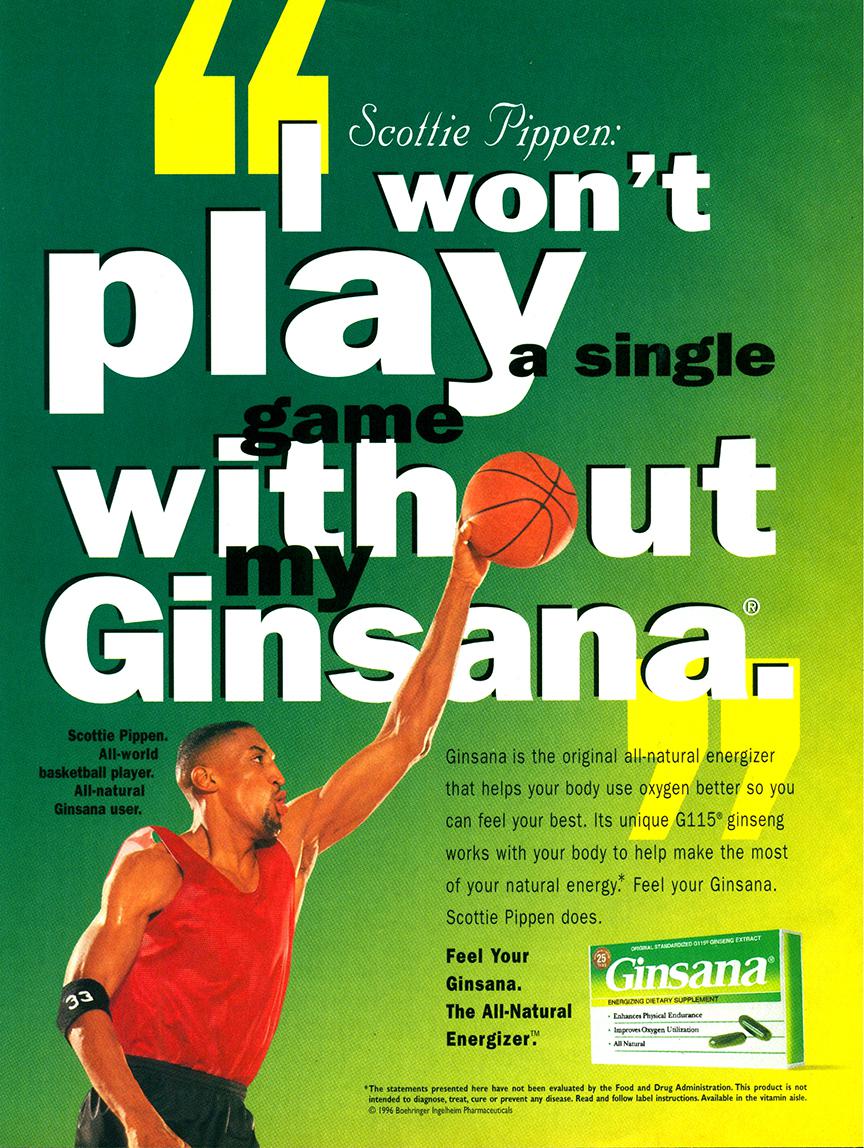 “
Scottie Pippen:
I won't
play
a single
game
without
my
Ginsana®.
”
Scottie Pippen.
All-world
basketball player.
All-natural
Ginsana user.
33
Ginsana is the original all-natural energizer
that helps your body use oxygen better so you
can feel your best. Its unique G115® ginseng
works with your body to help make the most
of your natural energy.* Feel your Ginsana.
Scottie Pippen does.
Feel Your
Ginsana.
The All-Natural
Energizer.™
ORIGINAL STANDARDIZED G115® GINSENG EXTRACT
25
Ginsana®
ENERGIZING DIETARY SUPPLEMENT
• Enhances Physical Endurance
• Improves Oxygen Utilization
• All Natural
*The statements presented here have not been evaluated by the Food and Drug Administration. This product is not
intended to diagnose, treat, cure or prevent any disease. Read and follow label instructions. Available in the vitamin aisle.
© 1996 Boehringer Ingelheim Pharmaceuticals